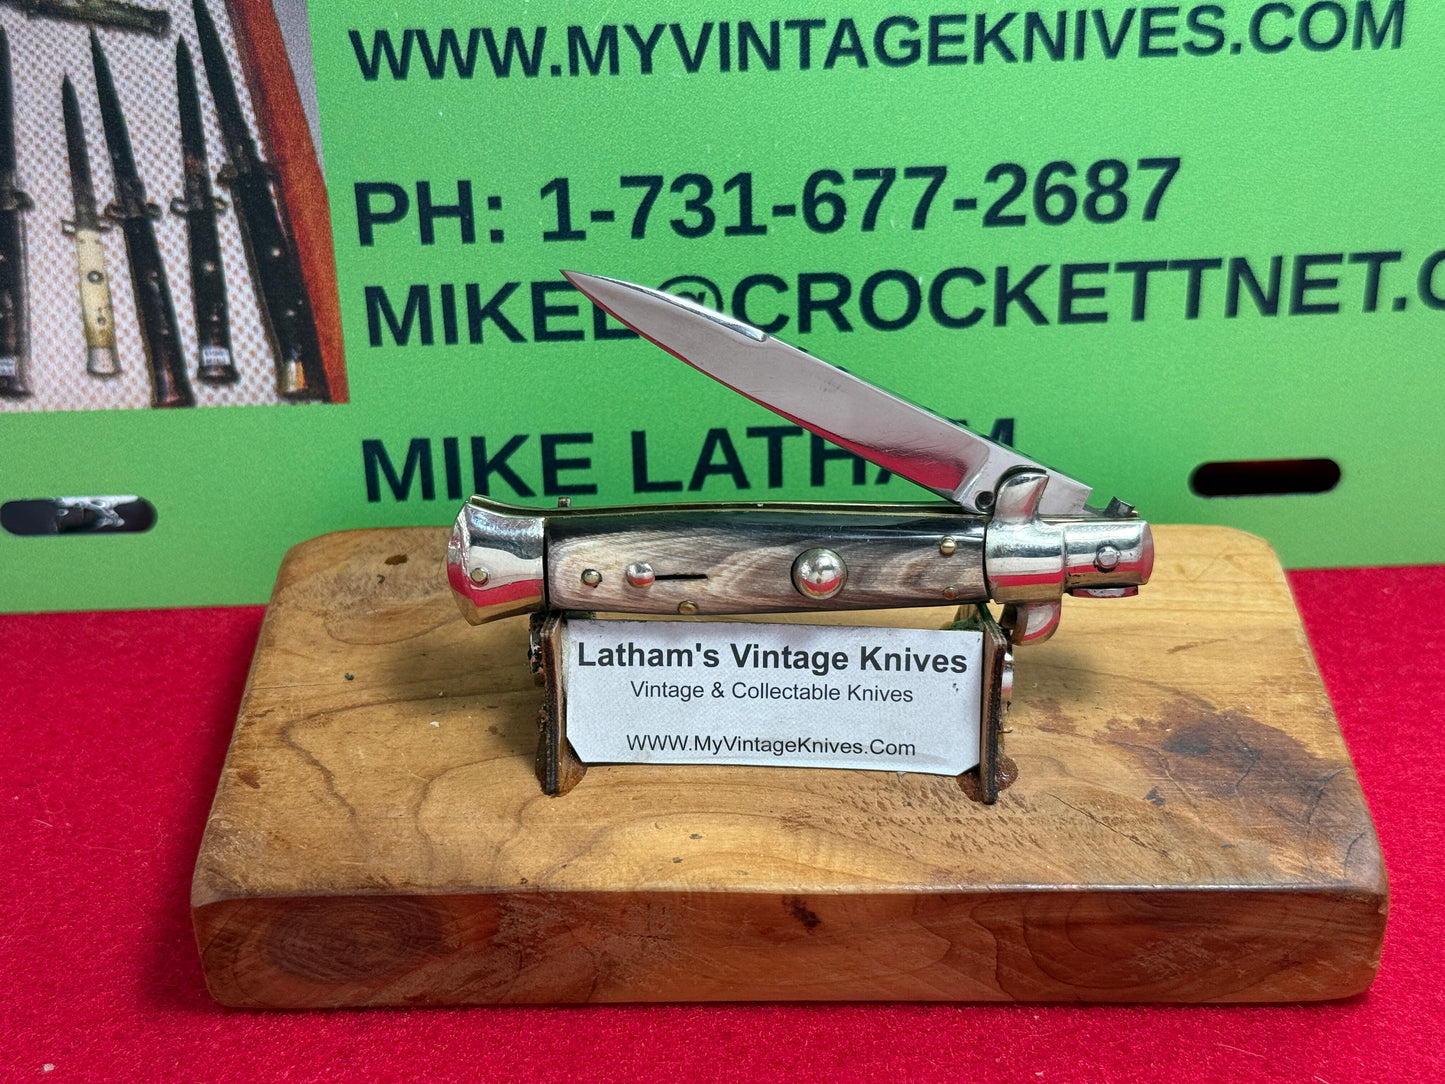 WWW.MYVINTAGEKNIVES.COM
PH: 1-731-677-2687
MIKEL@CROCKETTNET.C
MIKE LATHAM
Latham's Vintage Knives
Vintage & Collectable Knives
WWW.MyVintageKnives.Com